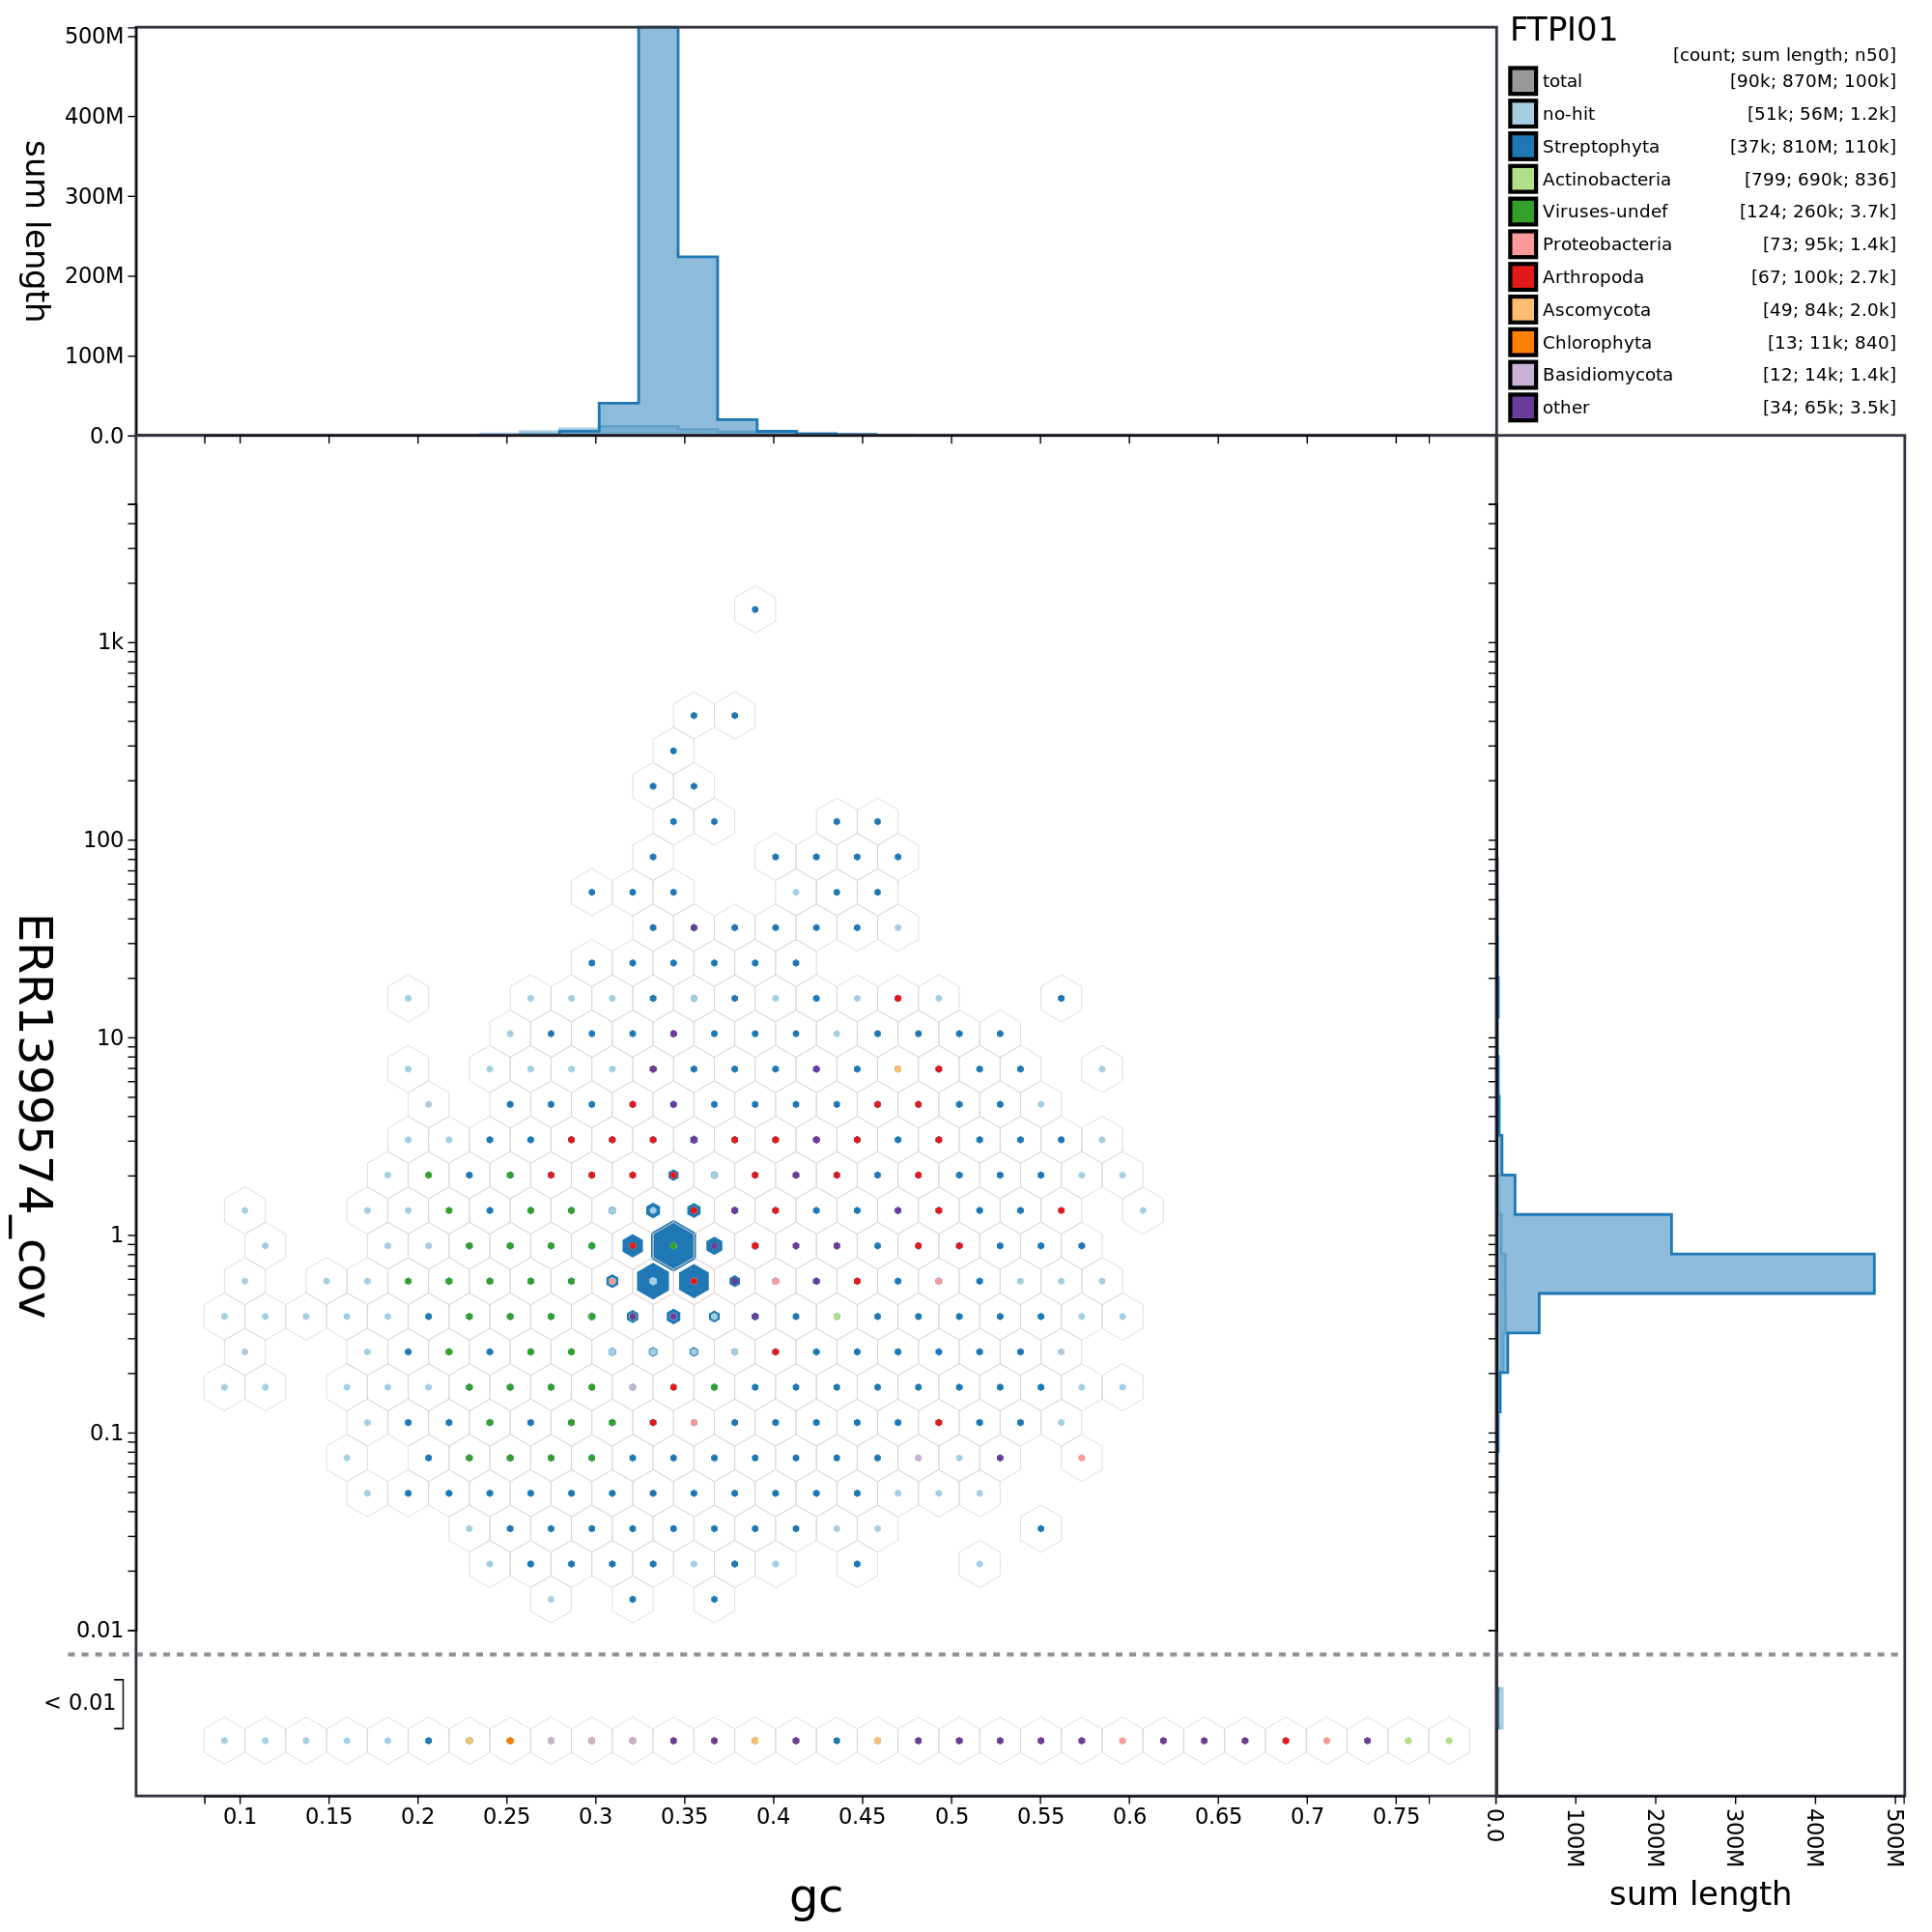 FTPI01
[count; sum length; n50]
total [90k; 870M; 100k]
no-hit [51k; 56M; 1.2k]
Streptophyta [37k; 810M; 110k]
Actinobacteria [799; 690k; 836]
Viruses-undef [124; 260k; 3.7k]
Proteobacteria [73; 95k; 1.4k]
Arthropoda [67; 100k; 2.7k]
Ascomycota [49; 84k; 2.0k]
Chlorophyta [13; 11k; 840]
Basidiomycota [12; 14k; 1.4k]
other [34; 65k; 3.5k]
sum length
500M
400M
300M
200M
100M
0.0
ERR1399574_cov
1k
100
10
1
0.1
0.01
< 0.01
0.1 0.15 0.2 0.25 0.3 0.35 0.4 0.45 0.5 0.55 0.6 0.65 0.7 0.75
gc
0.0 100M 200M 300M 400M 500M
sum length